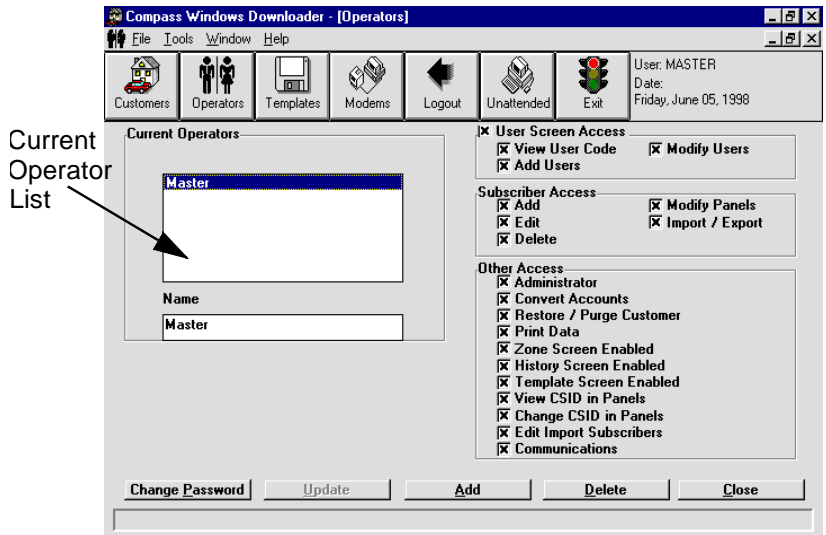 Compass Windows Downloader - [Operators]
File Tools Window Help
Customers Operators Templates Modems Logout Unattended Exit
User: MASTER
Date:
Friday, June 05, 1998
Current
Operator
List
Current Operators
Master
Name
Master
User Screen Access
View User Code Modify Users
Add Users
Subscriber Access
Add Modify Panels
Edit Import / Export
Delete
Other Access
Administrator
Convert Accounts
Restore / Purge Customer
Print Data
Zone Screen Enabled
History Screen Enabled
Template Screen Enabled
View CSID in Panels
Change CSID in Panels
Edit Import Subscribers
Communications
Change Password Update Add Delete Close